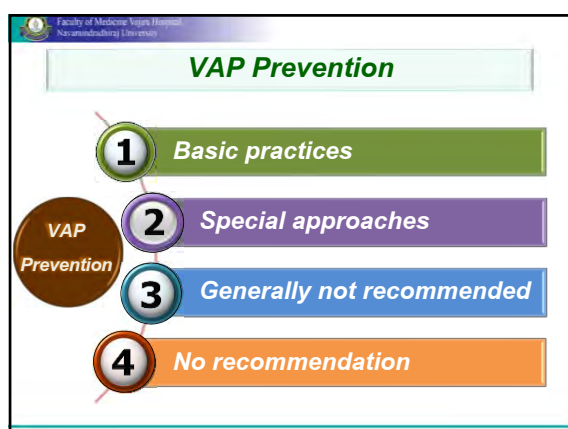 Faculty of Medicine Vajira Hospital
Navamindradhiraj University
VAP Prevention
1 Basic practices
2 Special approaches
VAP
Prevention
3 Generally not recommended
4 No recommendation